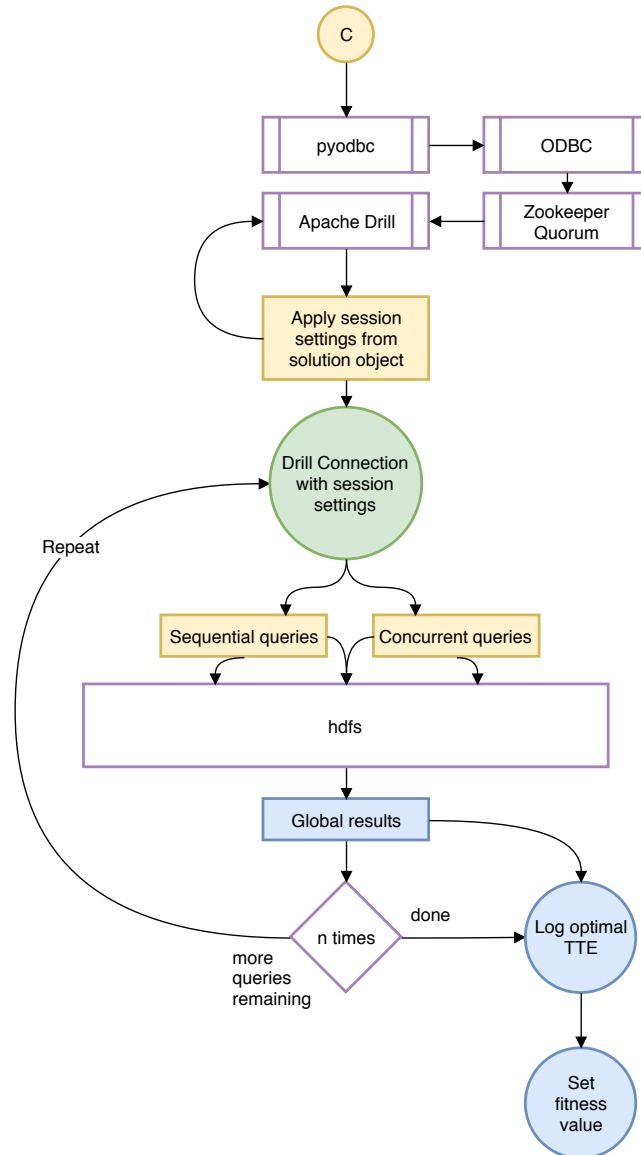 C
pyodbc
ODBC
Apache Drill
Zookeeper
Quorum
Apply session
settings from
solution object
Drill Connection
with session
settings
Repeat
Sequential queries
Concurrent queries
hdfs
Global results
n times
done
more
queries
remaining
Log optimal
TTE
Set
fitness
value